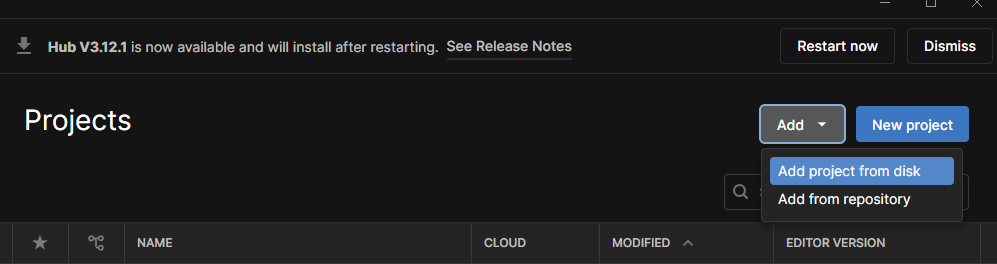 Hub V3.12.1 is now available and will install after restarting. See Release Notes Restart now Dismiss
Projects Add New project
Add project from disk
Add from repository
NAME CLOUD MODIFIED EDITOR VERSION